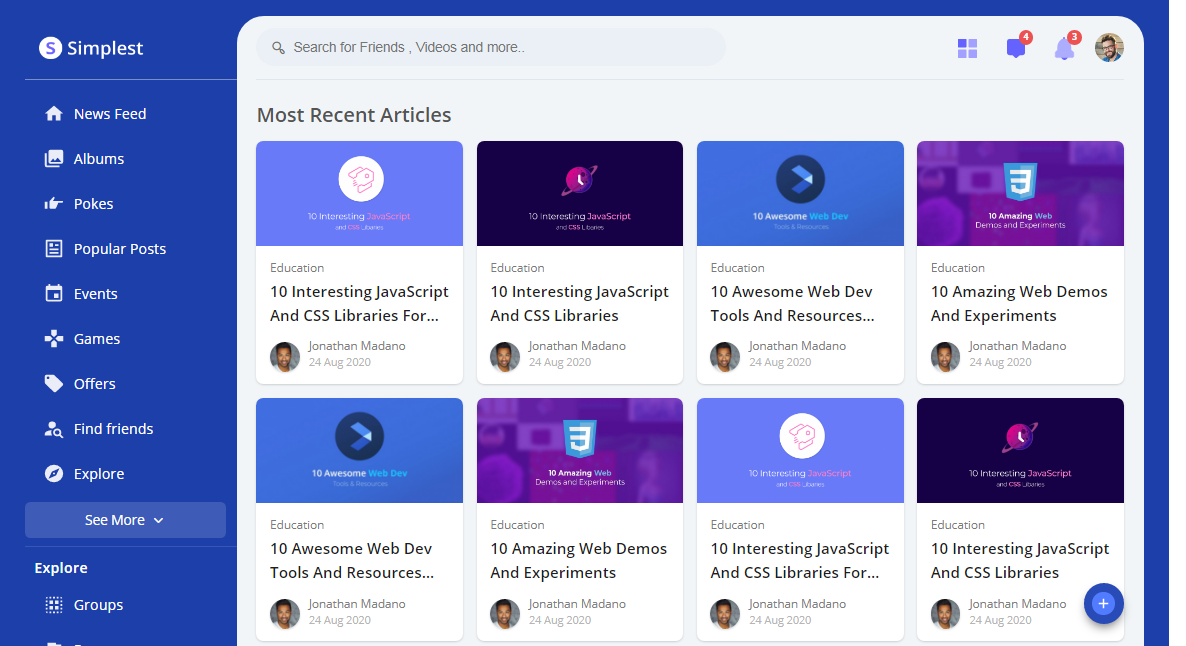 S Simplest
Search for Friends , Videos and more..
4
3
News Feed
Albums
Pokes
Popular Posts
Events
Games
Offers
Find friends
Explore
See More
Explore
Groups
Most Recent Articles
10 Interesting JavaScript
and CSS Libaries
Education
10 Interesting JavaScript
And CSS Libraries For...
Jonathan Madano
24 Aug 2020
10 Interesting JavaScript
and CSS Libaries
Education
10 Interesting JavaScript
And CSS Libraries
Jonathan Madano
24 Aug 2020
10 Awesome Web Dev
Tools & Resources
Education
10 Awesome Web Dev
Tools And Resources...
Jonathan Madano
24 Aug 2020
3
10 Amazing Web
Demos and Experiments
Education
10 Amazing Web Demos
And Experiments
Jonathan Madano
24 Aug 2020
10 Awesome Web Dev
Tools & Resources
Education
10 Awesome Web Dev
Tools And Resources...
Jonathan Madano
24 Aug 2020
3
10 Amazing Web
Demos and Experiments
Education
10 Amazing Web Demos
And Experiments
Jonathan Madano
24 Aug 2020
10 Interesting JavaScript
and CSS Libaries
Education
10 Interesting JavaScript
And CSS Libraries For...
Jonathan Madano
24 Aug 2020
10 Interesting JavaScript
and CSS Libaries
Education
10 Interesting JavaScript
And CSS Libraries
Jonathan Madano
24 Aug 2020
+